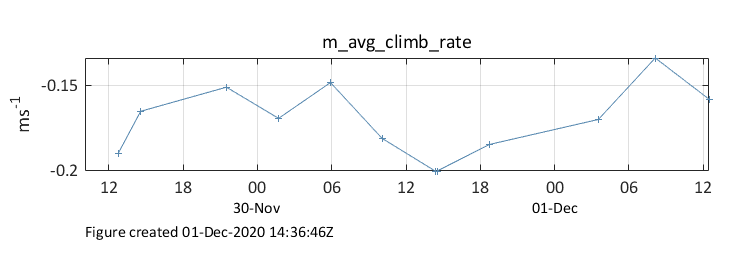 m_avg_climb_rate
-0.15
ms-1
-0.2
12 18 00 06 12 18 00 06 12
30-Nov 01-Dec
Figure created 01-Dec-2020 14:36:46Z